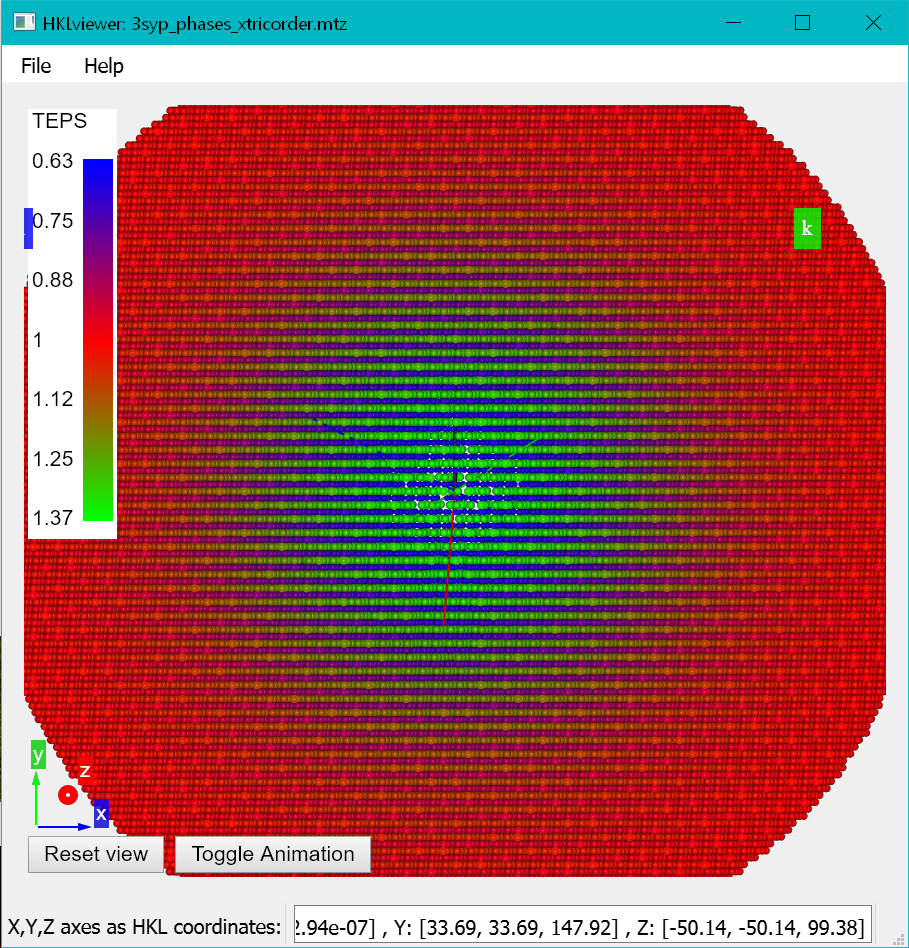 HKLviewer: 3syp_phases_xtricorder.mtz
File Help
TEPS
0.63
0.75
0.88
1
1.12
1.25
1.37
k
y
z
x
Reset view Toggle Animation
X,Y,Z axes as HKL coordinates: 2.94e-07] , Y: [33.69, 33.69, 147.92] , Z: [-50.14, -50.14, 99.38]